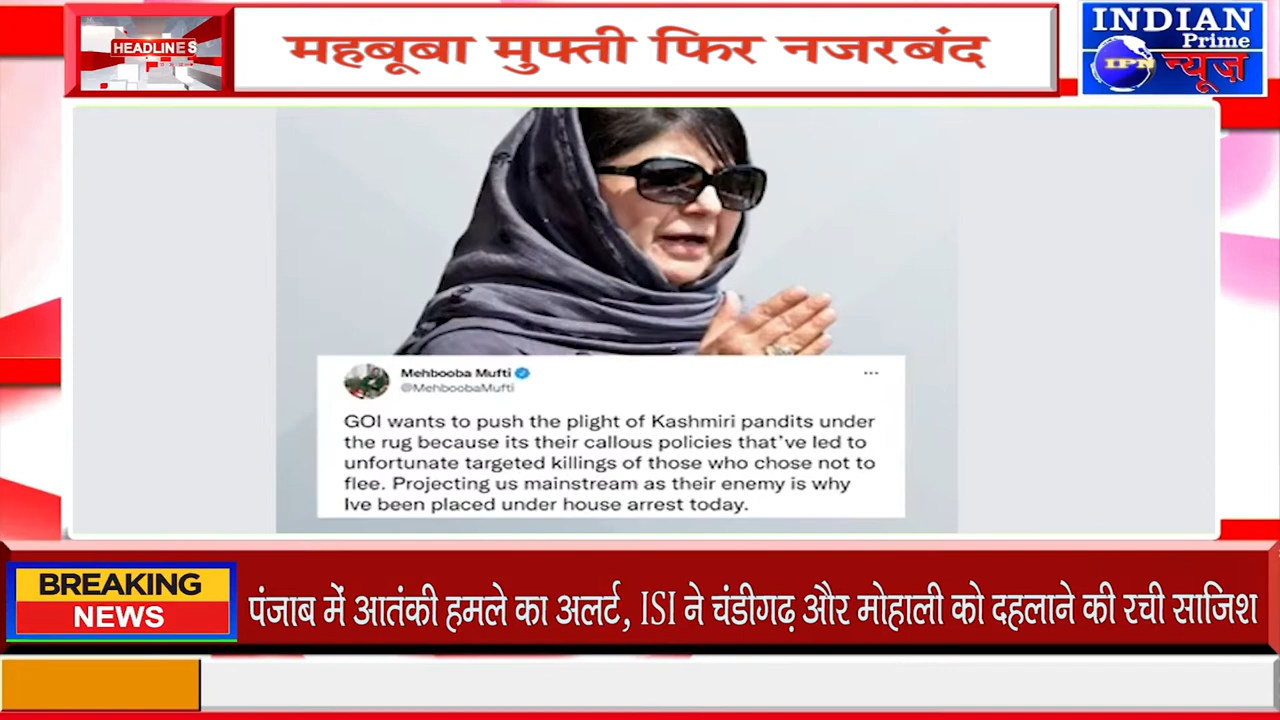 HEADLINES
महबूबा मुफ्ती फिर नजरबंद
INDIAN
Prime
IPN न्यूज़
Mehbooba Mufti
@MehboobaMufti
GOI wants to push the plight of Kashmiri pandits under
the rug because its their callous policies that've led to
unfortunate targeted killings of those who chose not to
flee. Projecting us mainstream as their enemy is why
Ive been placed under house arrest today.
BREAKING
NEWS
पंजाब में आतंकी हमले का अलर्ट, ISI ने चंडीगढ़ और मोहाली को दहलाने की रची साजिश